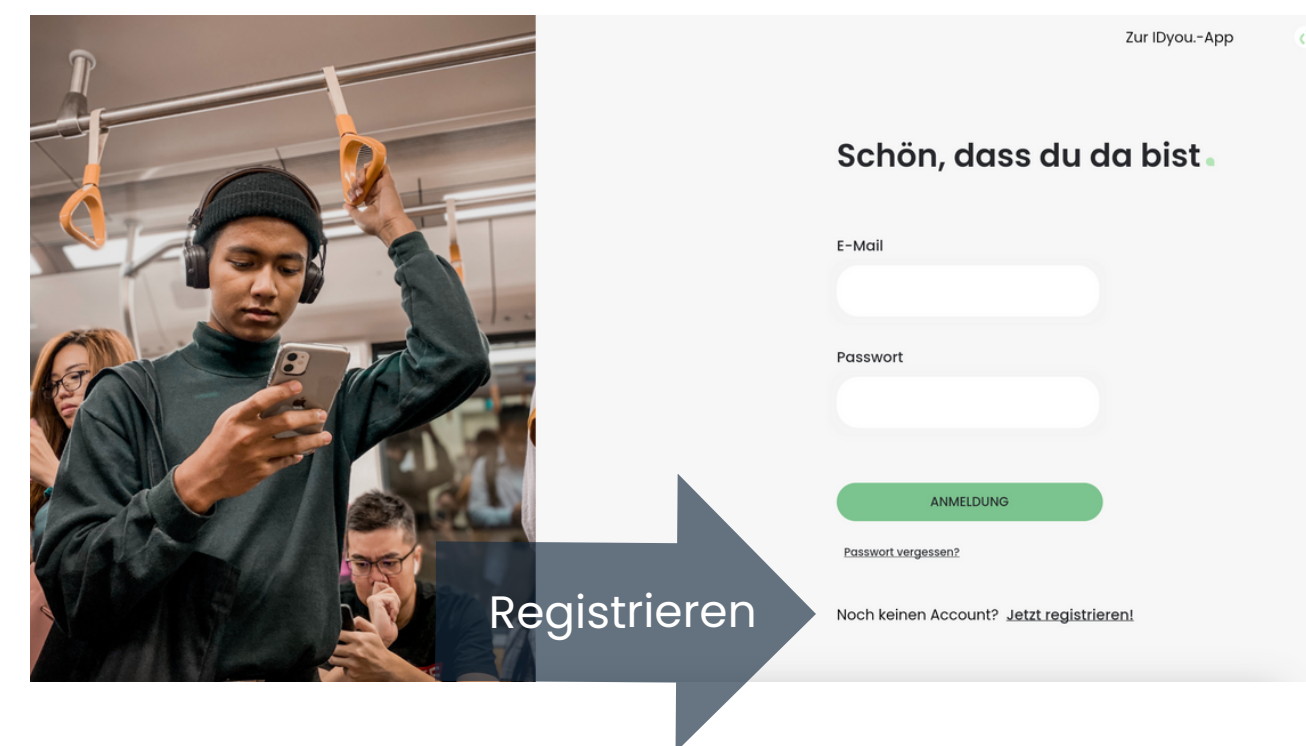 Zur IDyou.-App
Schön, dass du da bist.
E-Mail
Passwort
ANMELDUNG
Passwort vergessen?
Registrieren
Noch keinen Account? Jetzt registrieren!